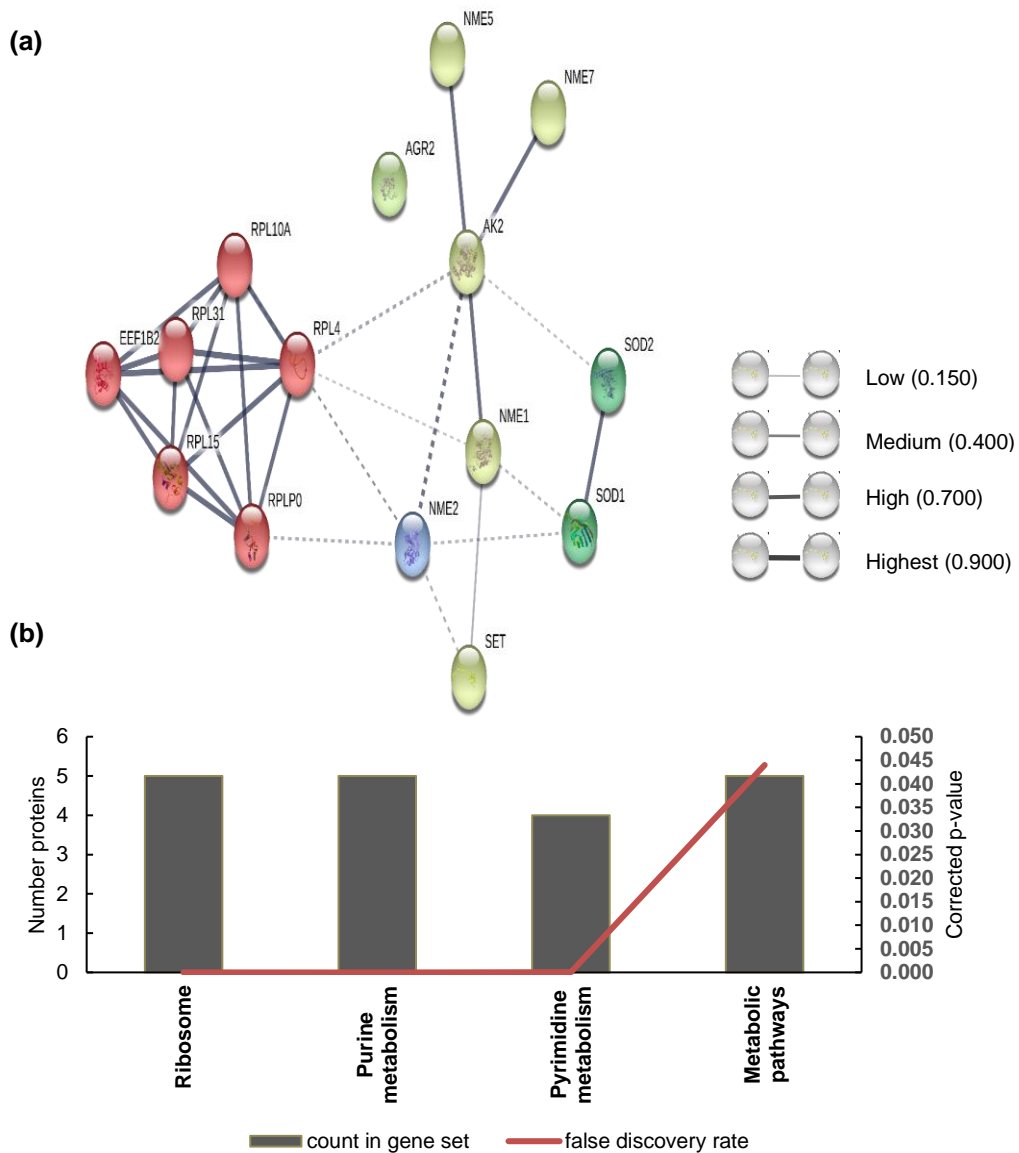 (a)
NME5
NME7
AGR2
AK2
RPL10A
RPL31
EEF1B2
RPL4
SOD2
NME1
RPL15
RPLP0
NME2
SOD1
SET
Low (0.150)
Medium (0.400)
High (0.700)
Highest (0.900)
(b)
Number proteins
6
5
4
3
2
1
0
0.050
0.045
0.040
0.035
0.030
0.025
0.020
0.015
0.010
0.005
0.000
Corrected p-value
Ribosome
Purine
metabolism
Pyrimidine
metabolism
Metabolic
pathways
count in gene set
false discovery rate